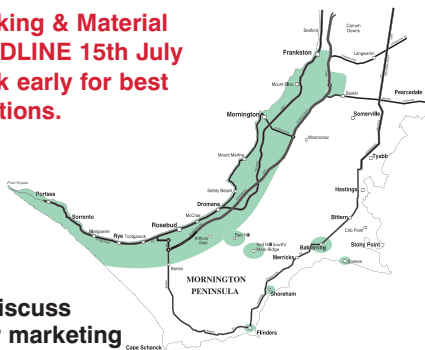 king & Material
DLINE 15th July
k early for best
tions.
Seaford
Carrum
Downs
Frankston
Langwarrin
Mount Eliza
Baxter
Pearcedale
Mornington
Somerville
Moorooduc
Mount Martha
Tyabb
Safety Beach
Hastings
Point Nepean
Portsea
Dromana
McCrae
Sorrento
Rosebud
Bittern
Blairgowrie
Rye
Tootgarook
Arthurs
Seat
Red Hill
Crib Point
Stony Point
Red Hill South/
Main Ridge
Balnarring
Boneo
Merricks
Somers
MORNINGTON
PENINSULA
Shoreham
iscuss
marketing
Flinders
Cape Schanck